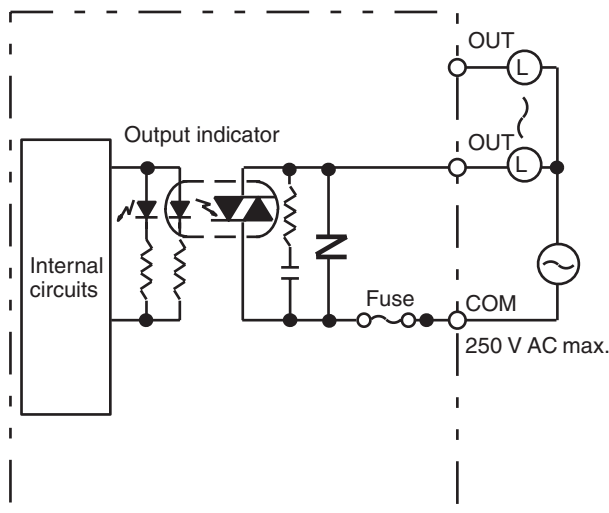 OUT
L
OUT
L
Output indicator
Internal
circuits
Fuse
COM
250 V AC max.